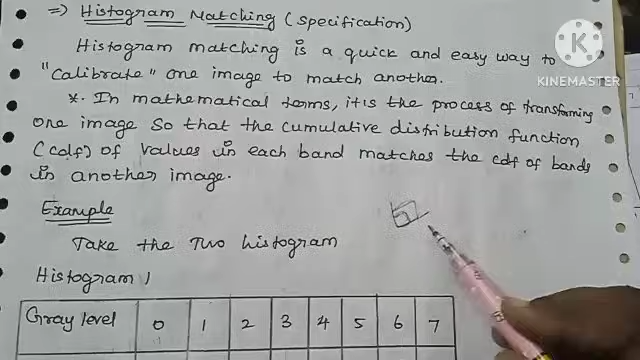 => Histogram Matching (Specification)
Histogram matching is a quick and easy way to
"Calibrate" one image to match another.
*. In mathematical terms, it is the process of transforming
one image so that the cumulative distribution function
(cdf) of values in each band matches the cdf of bands
in another image.
Example
Take the Two histogram
Histogram 1
Gray level 0 1 2 3 4 5 6 7
K
KINEMASTER